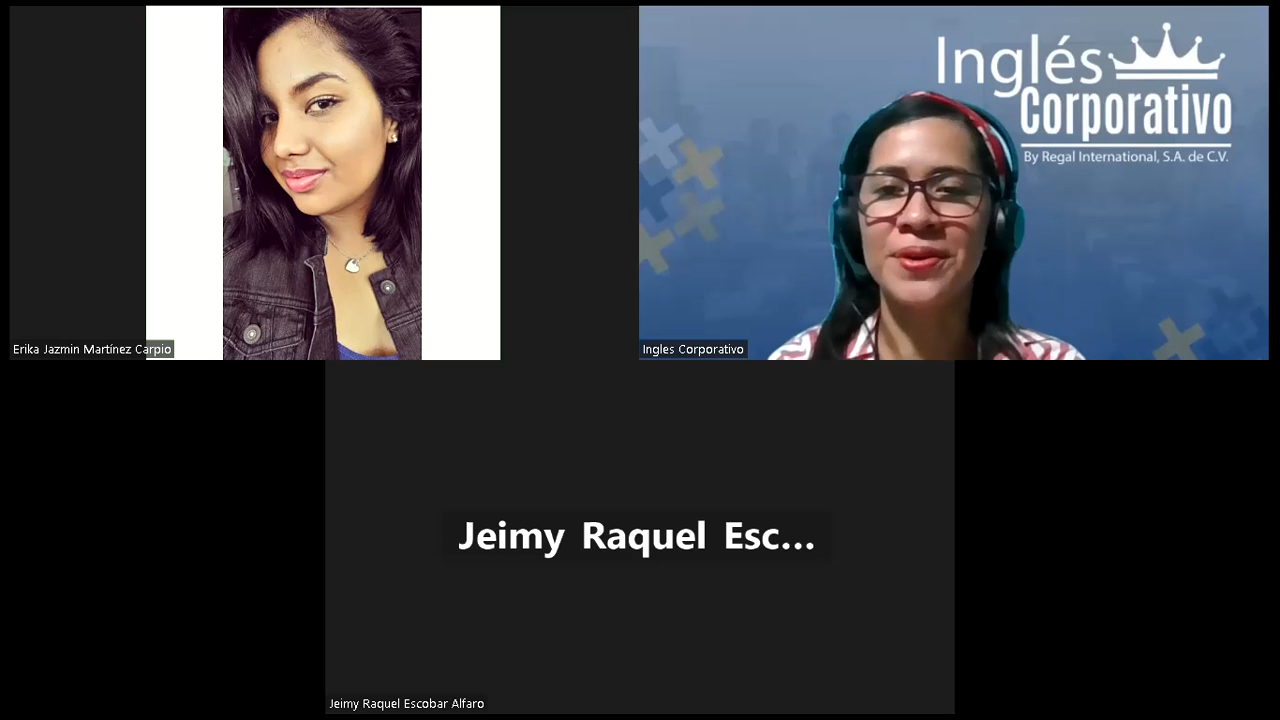 Inglés
Corporativo
By Regal International, S.A. de C.V.
Erika Jazmin Martínez Carpio
Ingles Corporativo
Jeimy Raquel Esc...
Jeimy Raquel Escobar Alfaro